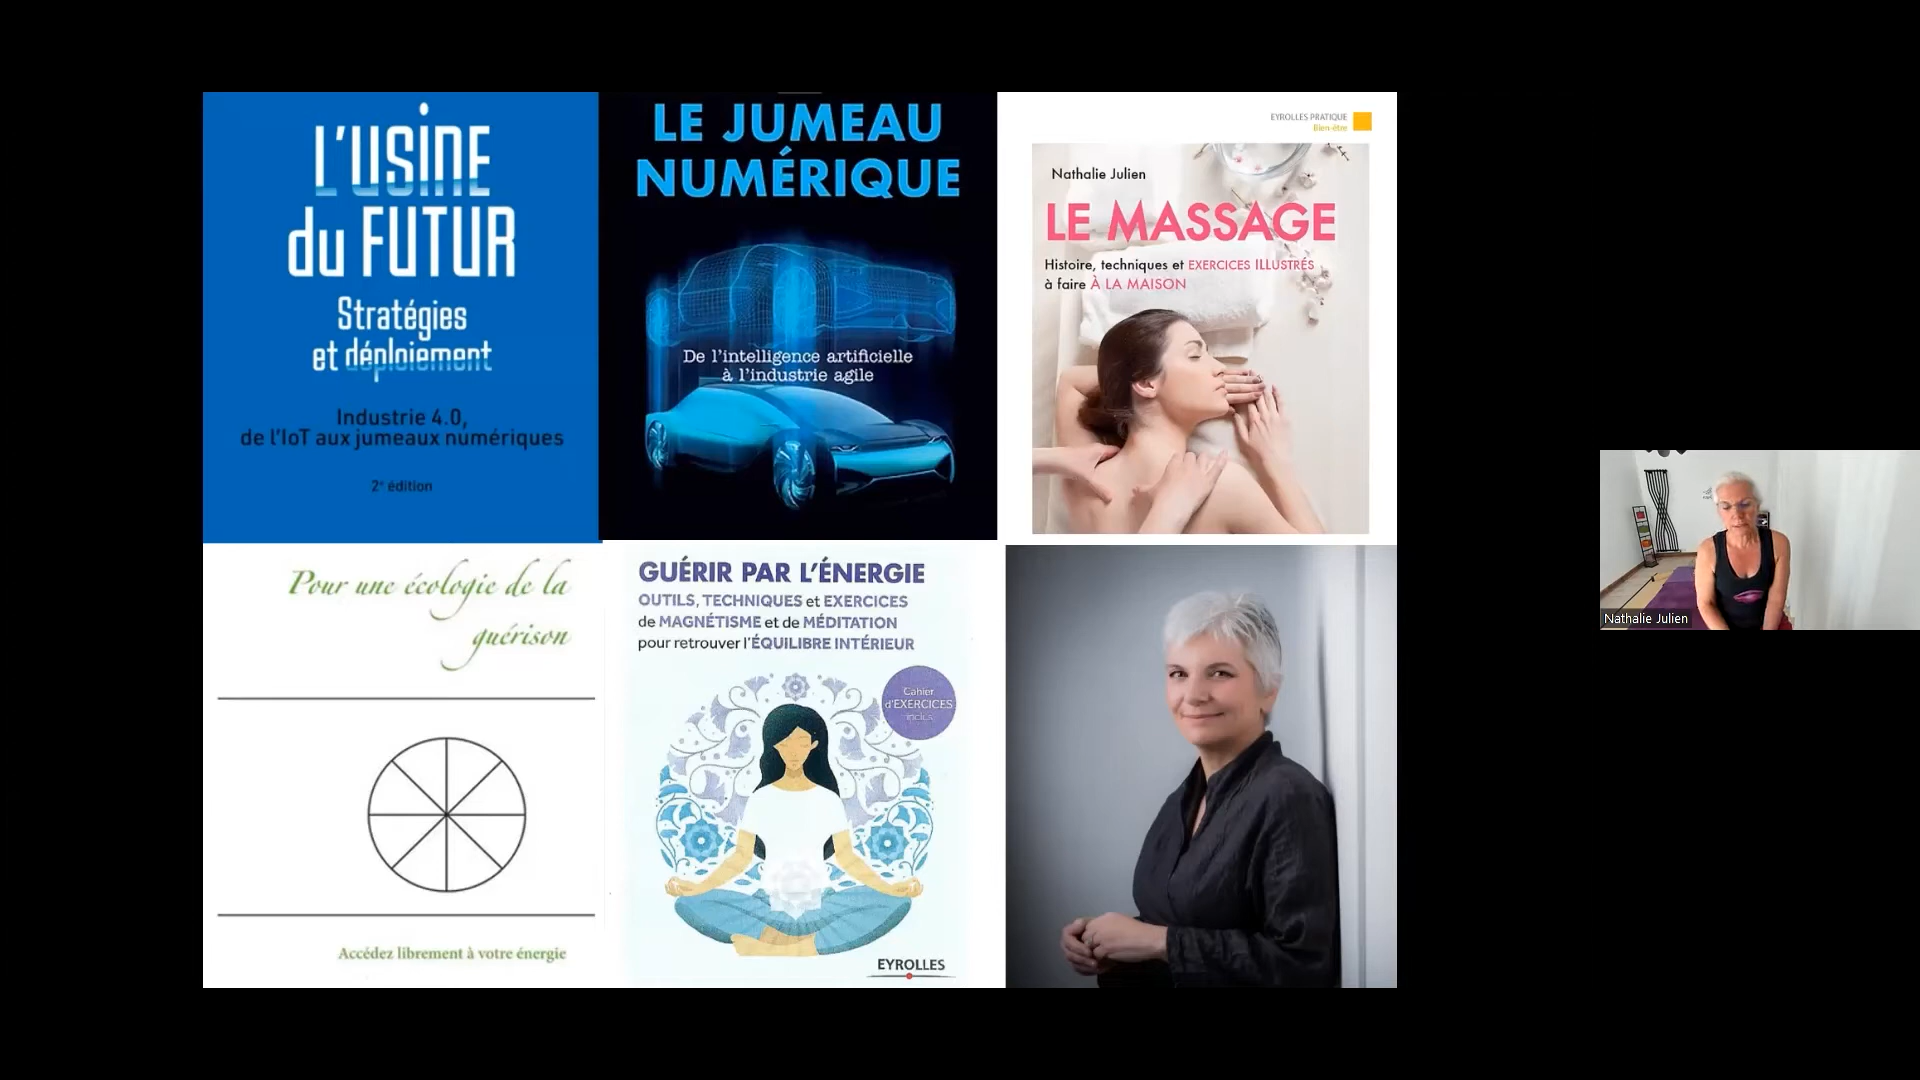 L'USINE
du FUTUR
Stratégies
et déploiement
Industrie 4.0,
de l'IoT aux jumeaux numériques
2e édition
LE JUMEAU
NUMÉRIQUE
De l'intelligence artificielle
à l'industrie agile
EYROLLES PRATIQUE
Bien-être
Nathalie Julien
LE MASSAGE
Histoire, techniques et EXERCICES ILLUSTRÉS
à faire À LA MAISON
Pour une écologie de la
guérison
Accédez librement à votre énergie
GUÉRIR PAR L'ÉNERGIE
OUTILS, TECHNIQUES et EXERCICES
de MAGNÉTISME et de MÉDITATION
pour retrouver l'ÉQUILIBRE INTÉRIEUR
Cahier
d'EXERCICES
inclus
EYROLLES
Nathalie Julien